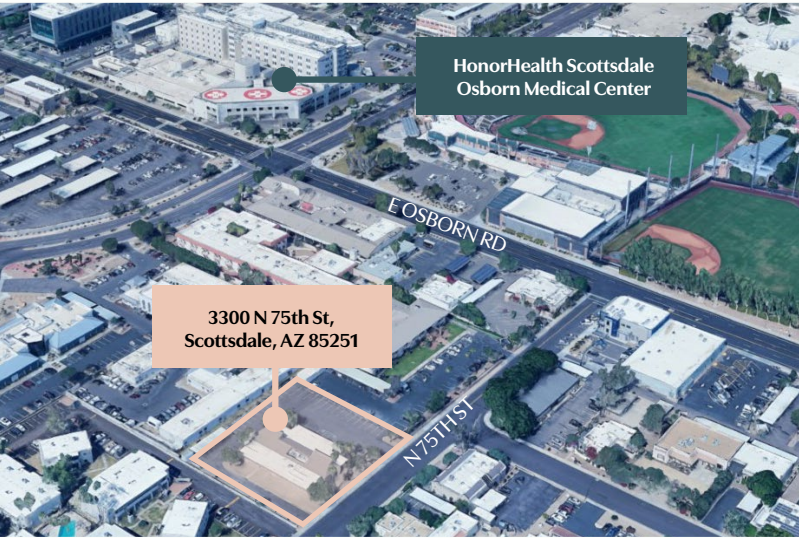 HonorHealth Scottsdale
Osborn Medical Center
E OSBORN RD
3300 N 75th St,
Scottsdale, AZ 85251
N 75TH ST